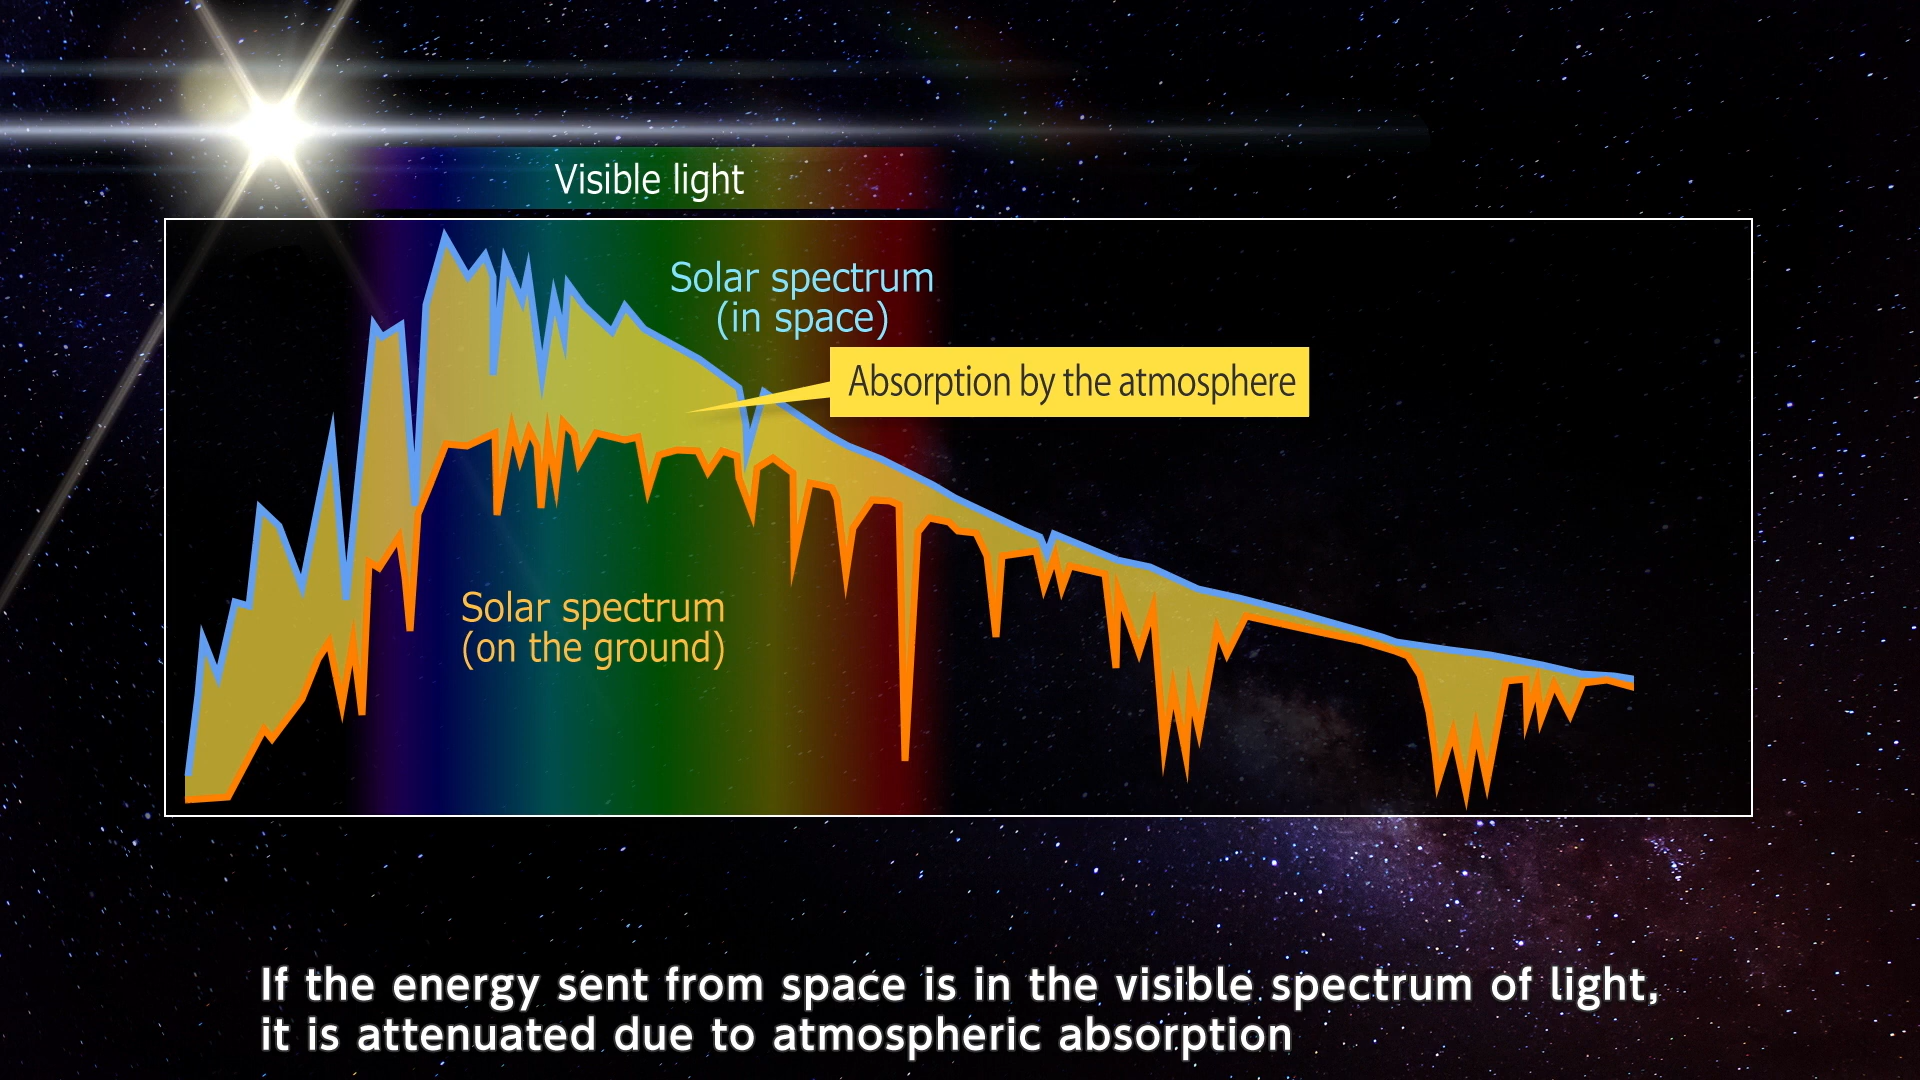 Visible light
Solar spectrum
(in space)
Absorption by the atmosphere
Solar spectrum
(on the ground)
If the energy sent from space is in the visible spectrum of light,
it is attenuated due to atmospheric absorption